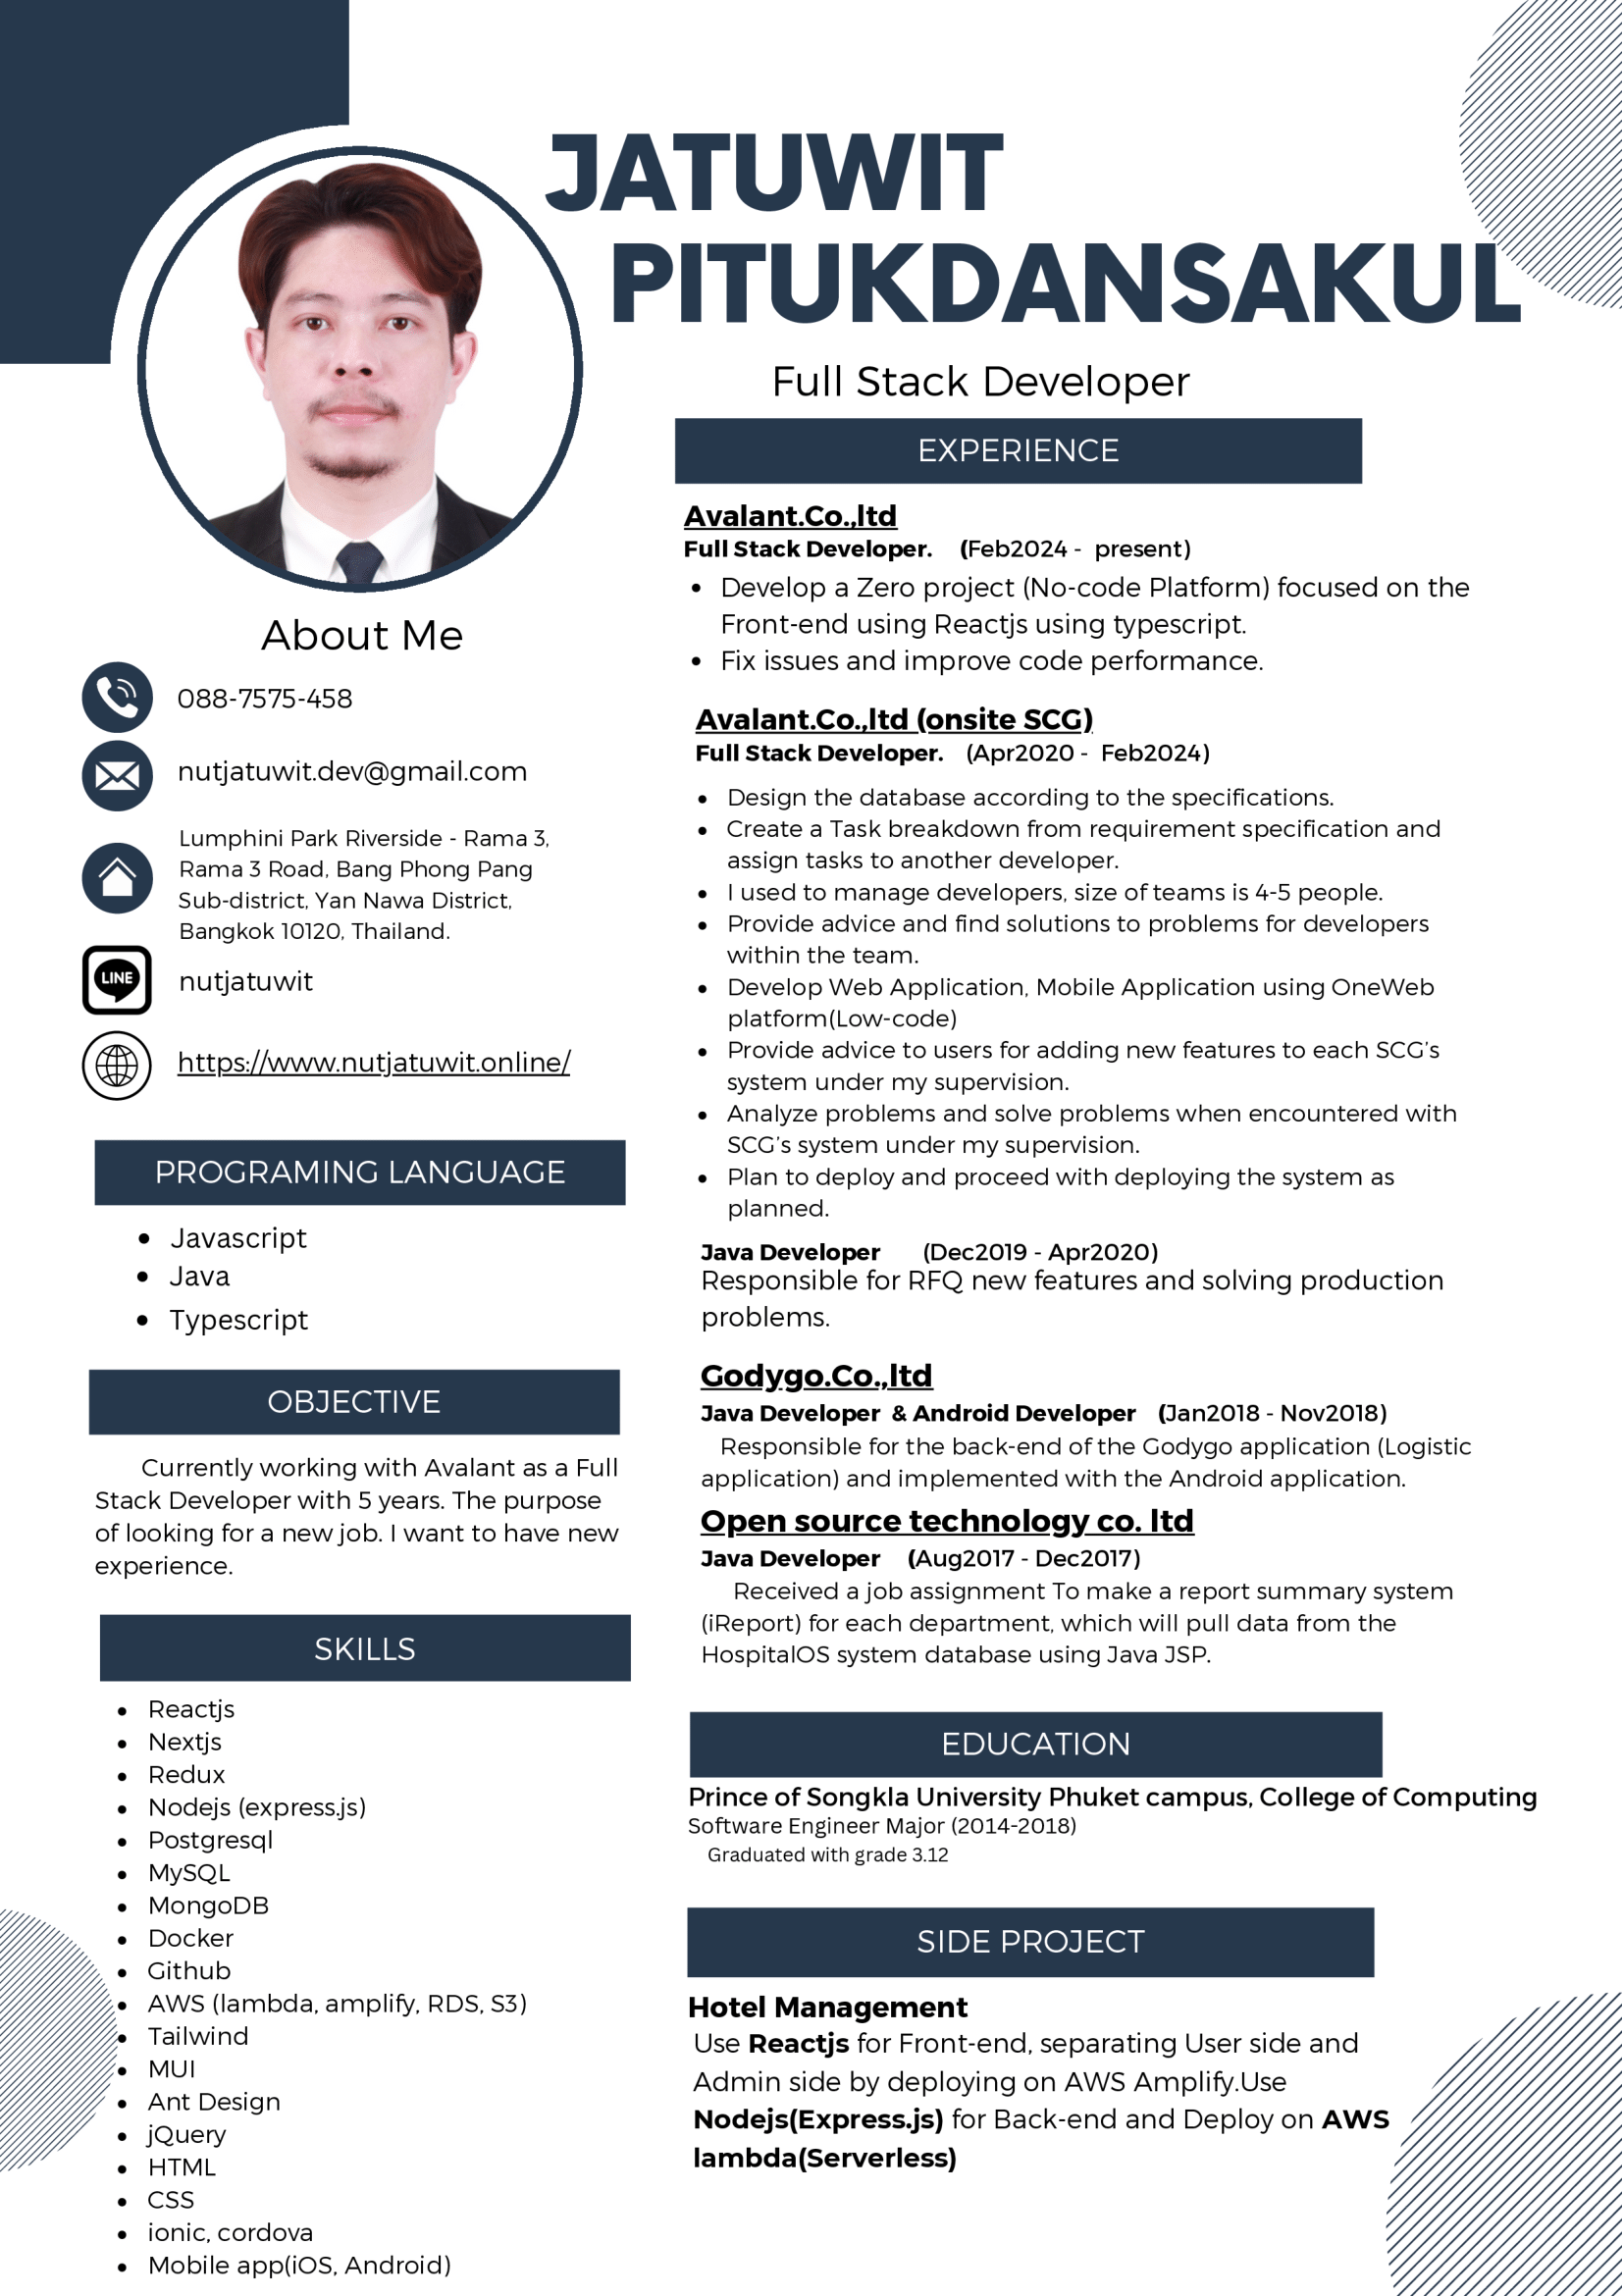 JATUWIT
PITUKDANSAKUL
Full Stack Developer
About Me
088-7575-458
nutjatuwit.dev@gmail.com
Lumphini Park Riverside - Rama 3,
Rama 3 Road, Bang Phong Pang
Sub-district, Yan Nawa District,
Bangkok 10120, Thailand.
LINE
nutjatuwit
https://www.nutjatuwit.online/
PROGRAMING LANGUAGE
• Javascript
• Java
• Typescript
OBJECTIVE
Currently working with Avalant as a Full
Stack Developer with 5 years. The purpose
of looking for a new job. I want to have new
experience.
SKILLS
• Reactjs
• Nextjs
• Redux
• Nodejs (express.js)
• Postgresql
• MySQL
• MongoDB
• Docker
• Github
• AWS (lambda, amplify, RDS, S3)
• Tailwind
• MUI
• Ant Design
• jQuery
• HTML
• CSS
• ionic, cordova
• Mobile app(iOS, Android)
EXPERIENCE
Avalant.Co.,ltd
Full Stack Developer. (Feb2024 - present)
• Develop a Zero project (No-code Platform) focused on the
Front-end using Reactjs using typescript.
• Fix issues and improve code performance.
Avalant.Co.,ltd (onsite SCG)
Full Stack Developer. (Apr2020 - Feb2024)
• Design the database according to the specifications.
• Create a Task breakdown from requirement specification and
assign tasks to another developer.
• I used to manage developers, size of teams is 4-5 people.
• Provide advice and find solutions to problems for developers
within the team.
• Develop Web Application, Mobile Application using OneWeb
platform(Low-code)
• Provide advice to users for adding new features to each SCG's
system under my supervision.
• Analyze problems and solve problems when encountered with
SCG's system under my supervision.
• Plan to deploy and proceed with deploying the system as
planned.
Java Developer (Dec2019 - Apr2020)
Responsible for RFQ new features and solving production
problems.
Godygo.Co.,ltd
Java Developer & Android Developer (Jan2018 - Nov2018)
Responsible for the back-end of the Godygo application (Logistic
application) and implemented with the Android application.
Open source technology co. ltd
Java Developer (Aug2017 - Dec2017)
Received a job assignment To make a report summary system
(iReport) for each department, which will pull data from the
HospitalOS system database using Java JSP.
EDUCATION
Prince of Songkla University Phuket campus, College of Computing
Software Engineer Major (2014-2018)
Graduated with grade 3.12
SIDE PROJECT
Hotel Management
Use Reactjs for Front-end, separating User side and
Admin side by deploying on AWS Amplify.Use
Nodejs(Express.js) for Back-end and Deploy on AWS
lambda(Serverless)